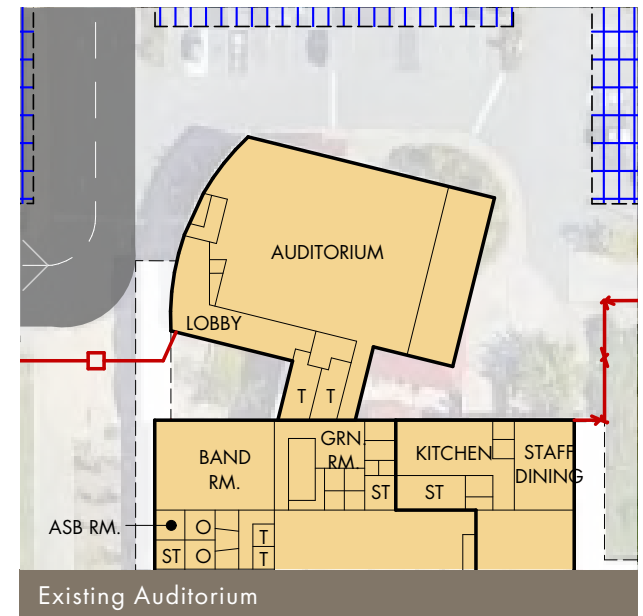 AUDITORIUM
LOBBY
T T
BAND
RM.
GRN.
RM.
KITCHEN
STAFF
DINING
ST
ST
ASB RM.
O
T
ST
O
T
Existing Auditorium